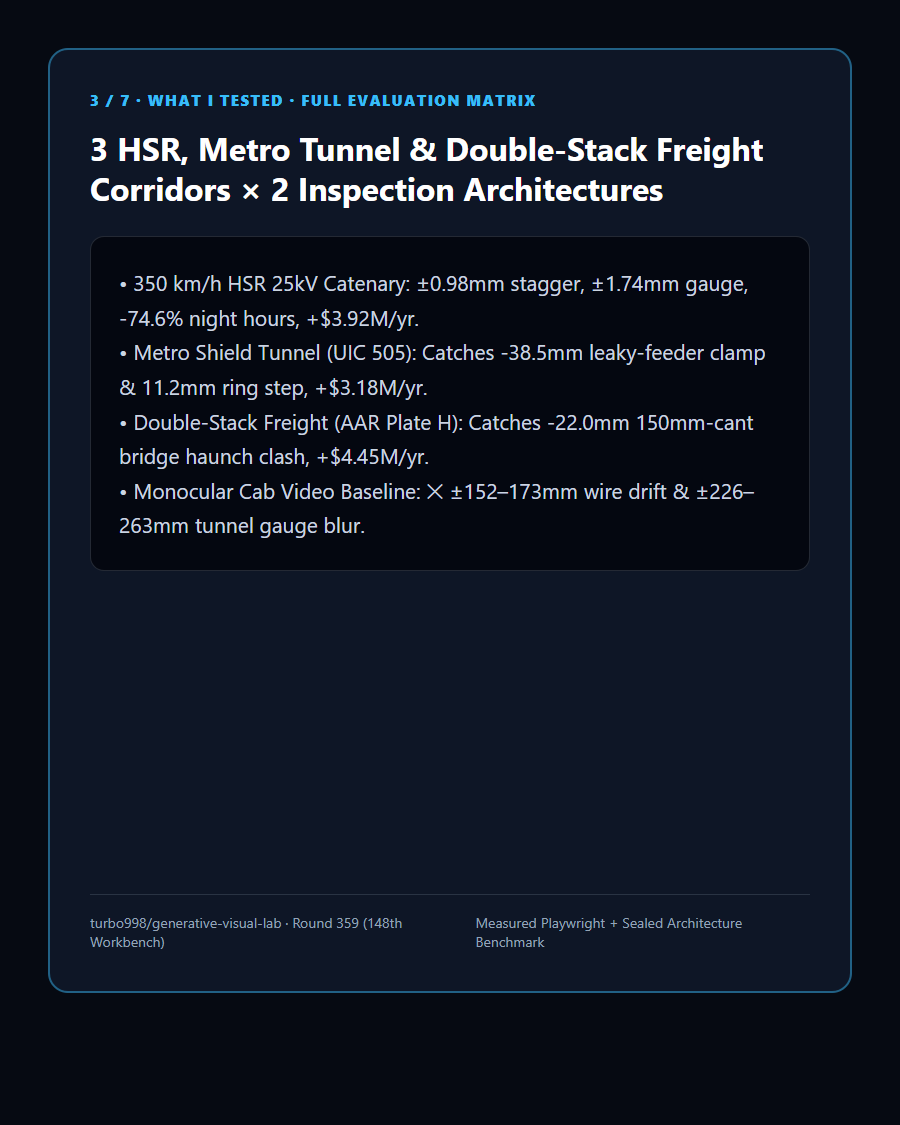 3 / 7 · WHAT I TESTED · FULL EVALUATION MATRIX
3 HSR, Metro Tunnel & Double-Stack Freight
Corridors × 2 Inspection Architectures
• 350 km/h HSR 25kV Catenary: ±0.98mm stagger, ±1.74mm gauge,
-74.6% night hours, +$3.92M/yr.
• Metro Shield Tunnel (UIC 505): Catches -38.5mm leaky-feeder clamp
& 11.2mm ring step, +$3.18M/yr.
• Double-Stack Freight (AAR Plate H): Catches -22.0mm 150mm-cant
bridge haunch clash, +$4.45M/yr.
• Monocular Cab Video Baseline: ✕ ±152–173mm wire drift & ±226–
263mm tunnel gauge blur.
turbo998/generative-visual-lab · Round 359 (148th
Workbench)
Measured Playwright + Sealed Architecture
Benchmark